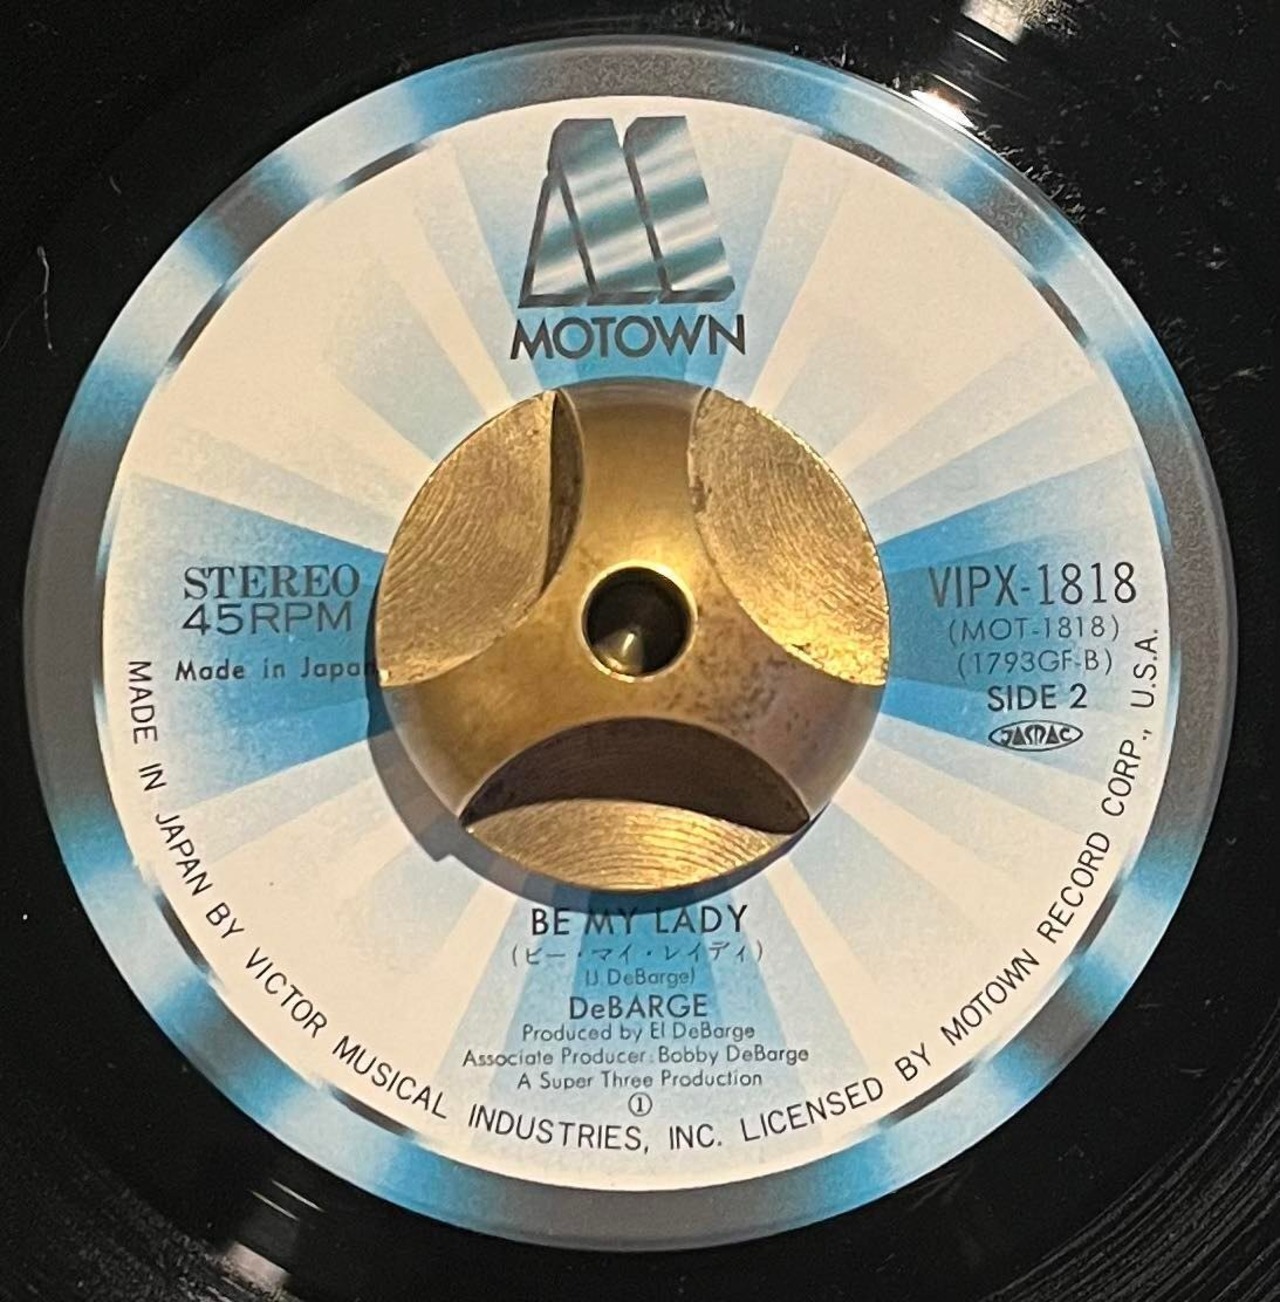 MOTOWN
STEREO
45RPM
Made in Japan
VIPX-1818
(MOT-1818)
(1793GF-B)
SIDE 2
JASRAC
BE MY LADY
(ビー・マイ・レイディ)
(J. DeBarge)
DeBARGE
Produced by El DeBarge
Associate Producer: Bobby DeBarge
A Super Three Production
①
MADE IN JAPAN BY VICTOR MUSICAL INDUSTRIES, INC. LICENSED BY MOTOWN RECORD CORP., U.S.A.